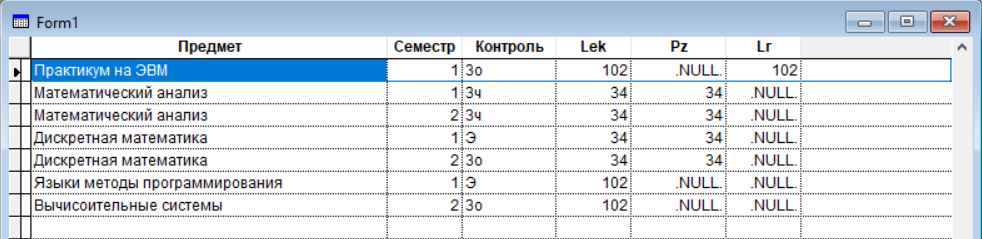 Form1
Предмет Семестр Контроль Lek Pz Lr
Практикум на ЭВМ 1 Зо 102 .NULL. 102
Математический анализ 1 Зч 34 34 .NULL.
Математический анализ 2 Зч 34 34 .NULL.
Дискретная математика 1 Э 34 34 .NULL.
Дискретная математика 2 Зо 34 34 .NULL.
Языки методы программирования 1 Э 102 .NULL. .NULL.
Вычисоительные системы 2 Зо 102 .NULL. .NULL.